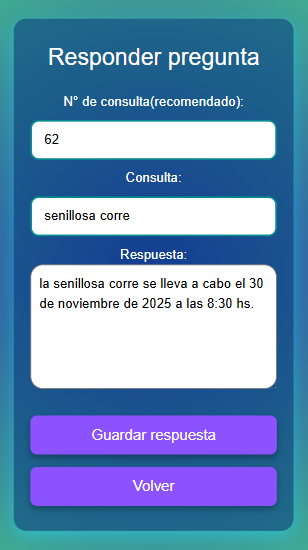 Responder pregunta
N° de consulta(recomendado):
62
Consulta:
senillosa corre
Respuesta:
la senillosa corre se lleva a cabo el 30
de noviembre de 2025 a las 8:30 hs.
Guardar respuesta
Volver